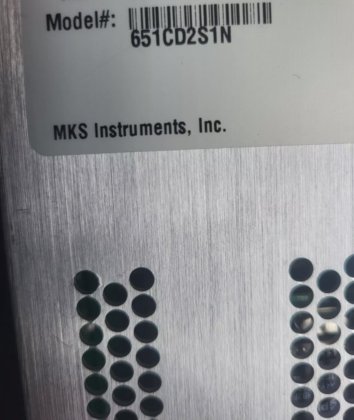 Model#:
651CD2S1N
MKS Instruments, Inc.